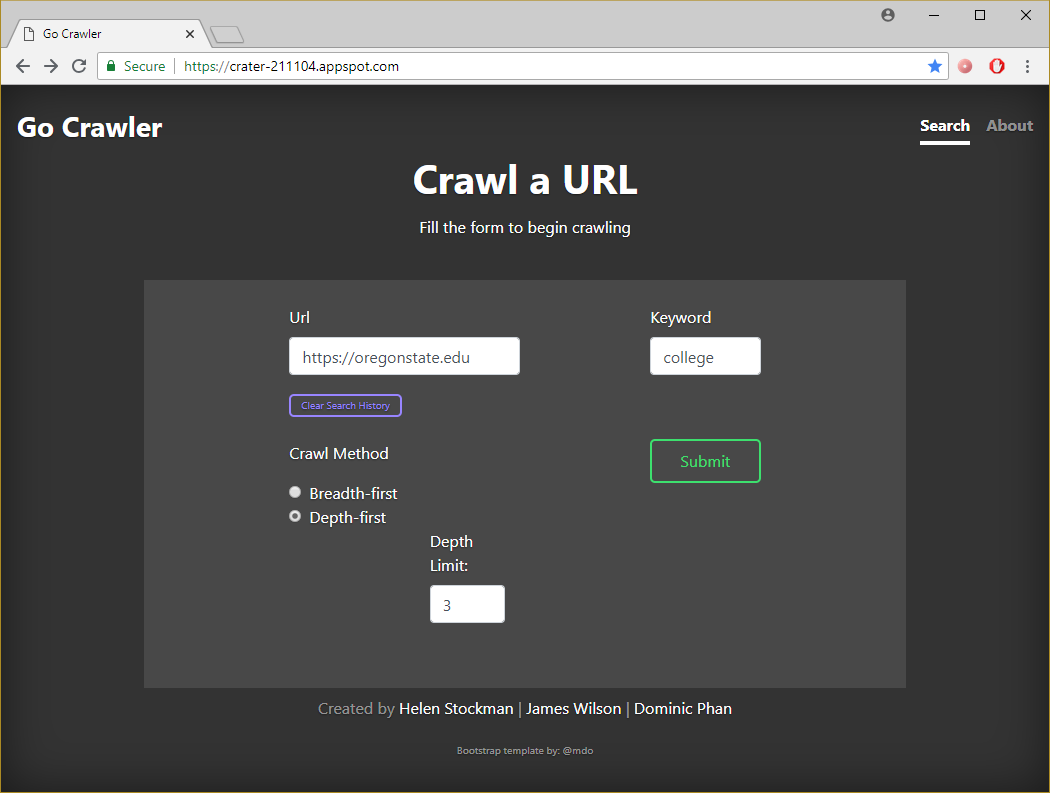 Go Crawler
Secure https://crater-211104.appspot.com
Go Crawler Search About
Crawl a URL
Fill the form to begin crawling
Url Keyword
https://oregonstate.edu college
Clear Search History
Crawl Method
Submit
Breadth-first
Depth-first
Depth
Limit:
3
Created by Helen Stockman | James Wilson | Dominic Phan
Bootstrap template by: @mdo